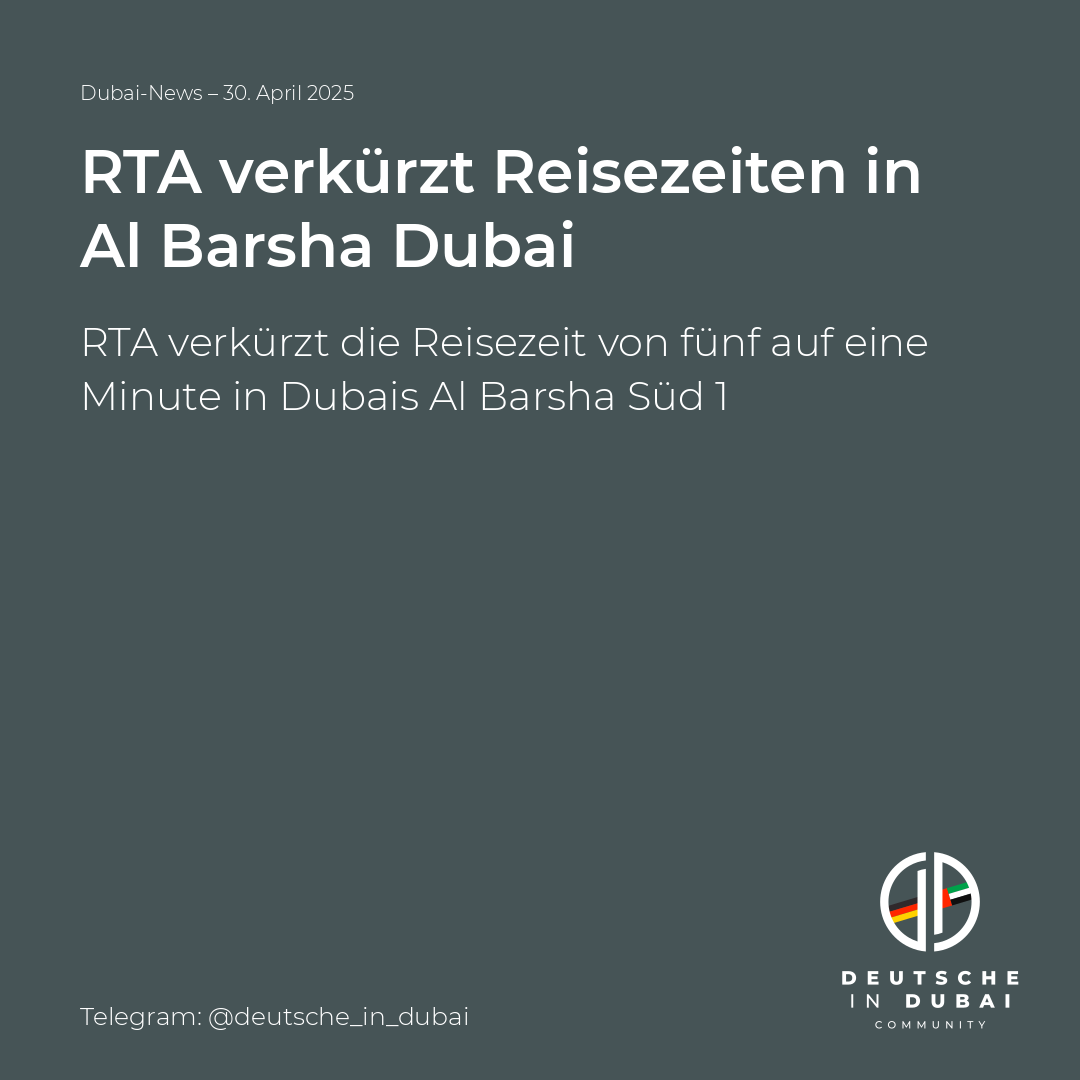 Dubai-News – 30. April 2025
RTA verkürzt Reisezeiten in
Al Barsha Dubai
RTA verkürzt die Reisezeit von fünf auf eine
Minute in Dubais Al Barsha Süd 1
DEUTSCHE
IN DUBAI
COMMUNITY
Telegram: @deutsche_in_dubai